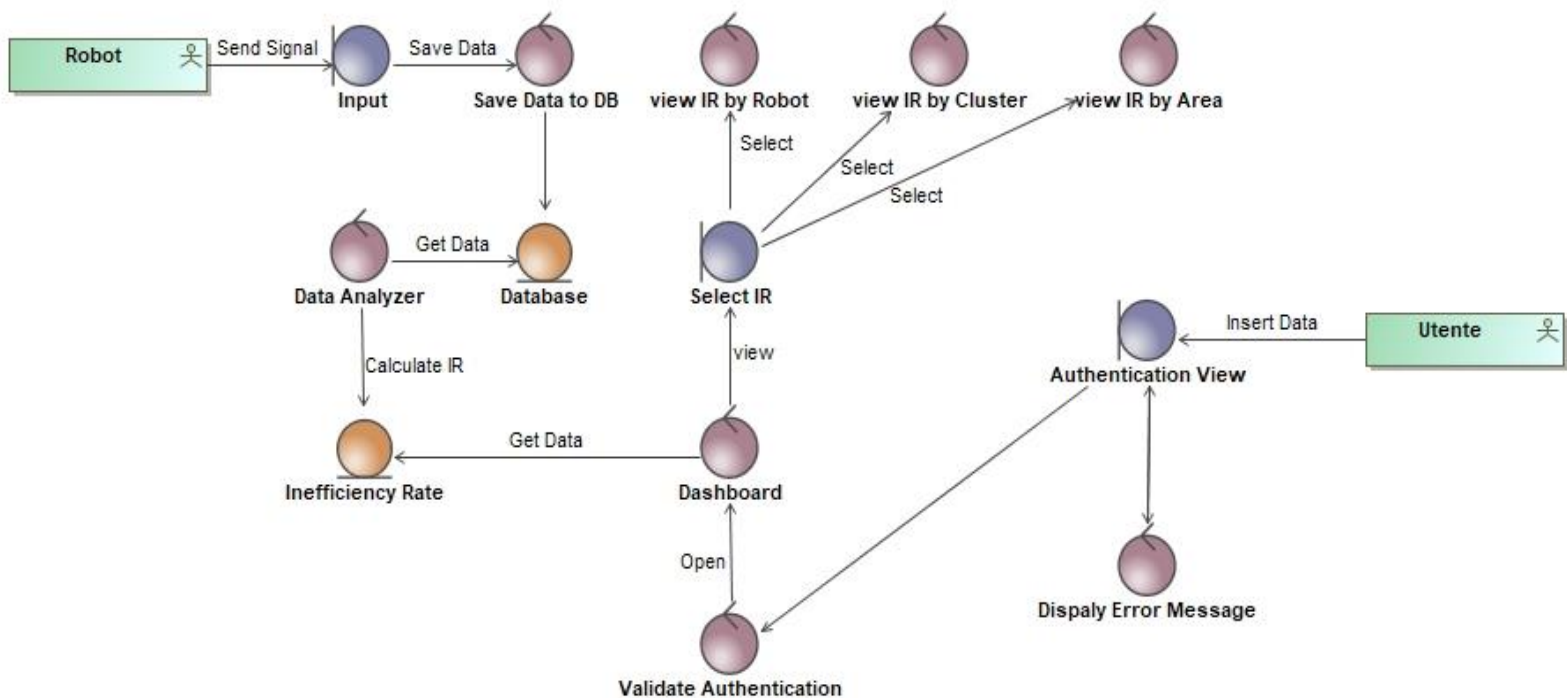 Robot
Send Signal
Input
Save Data
Save Data to DB
view IR by Robot
view IR by Cluster
view IR by Area
Select
Select
Select
Data Analyzer
Get Data
Database
Select IR
Calculate IR
view
Authentication View
Insert Data
Utente
Inefficiency Rate
Get Data
Dashboard
Open
Dispaly Error Message
Validate Authentication